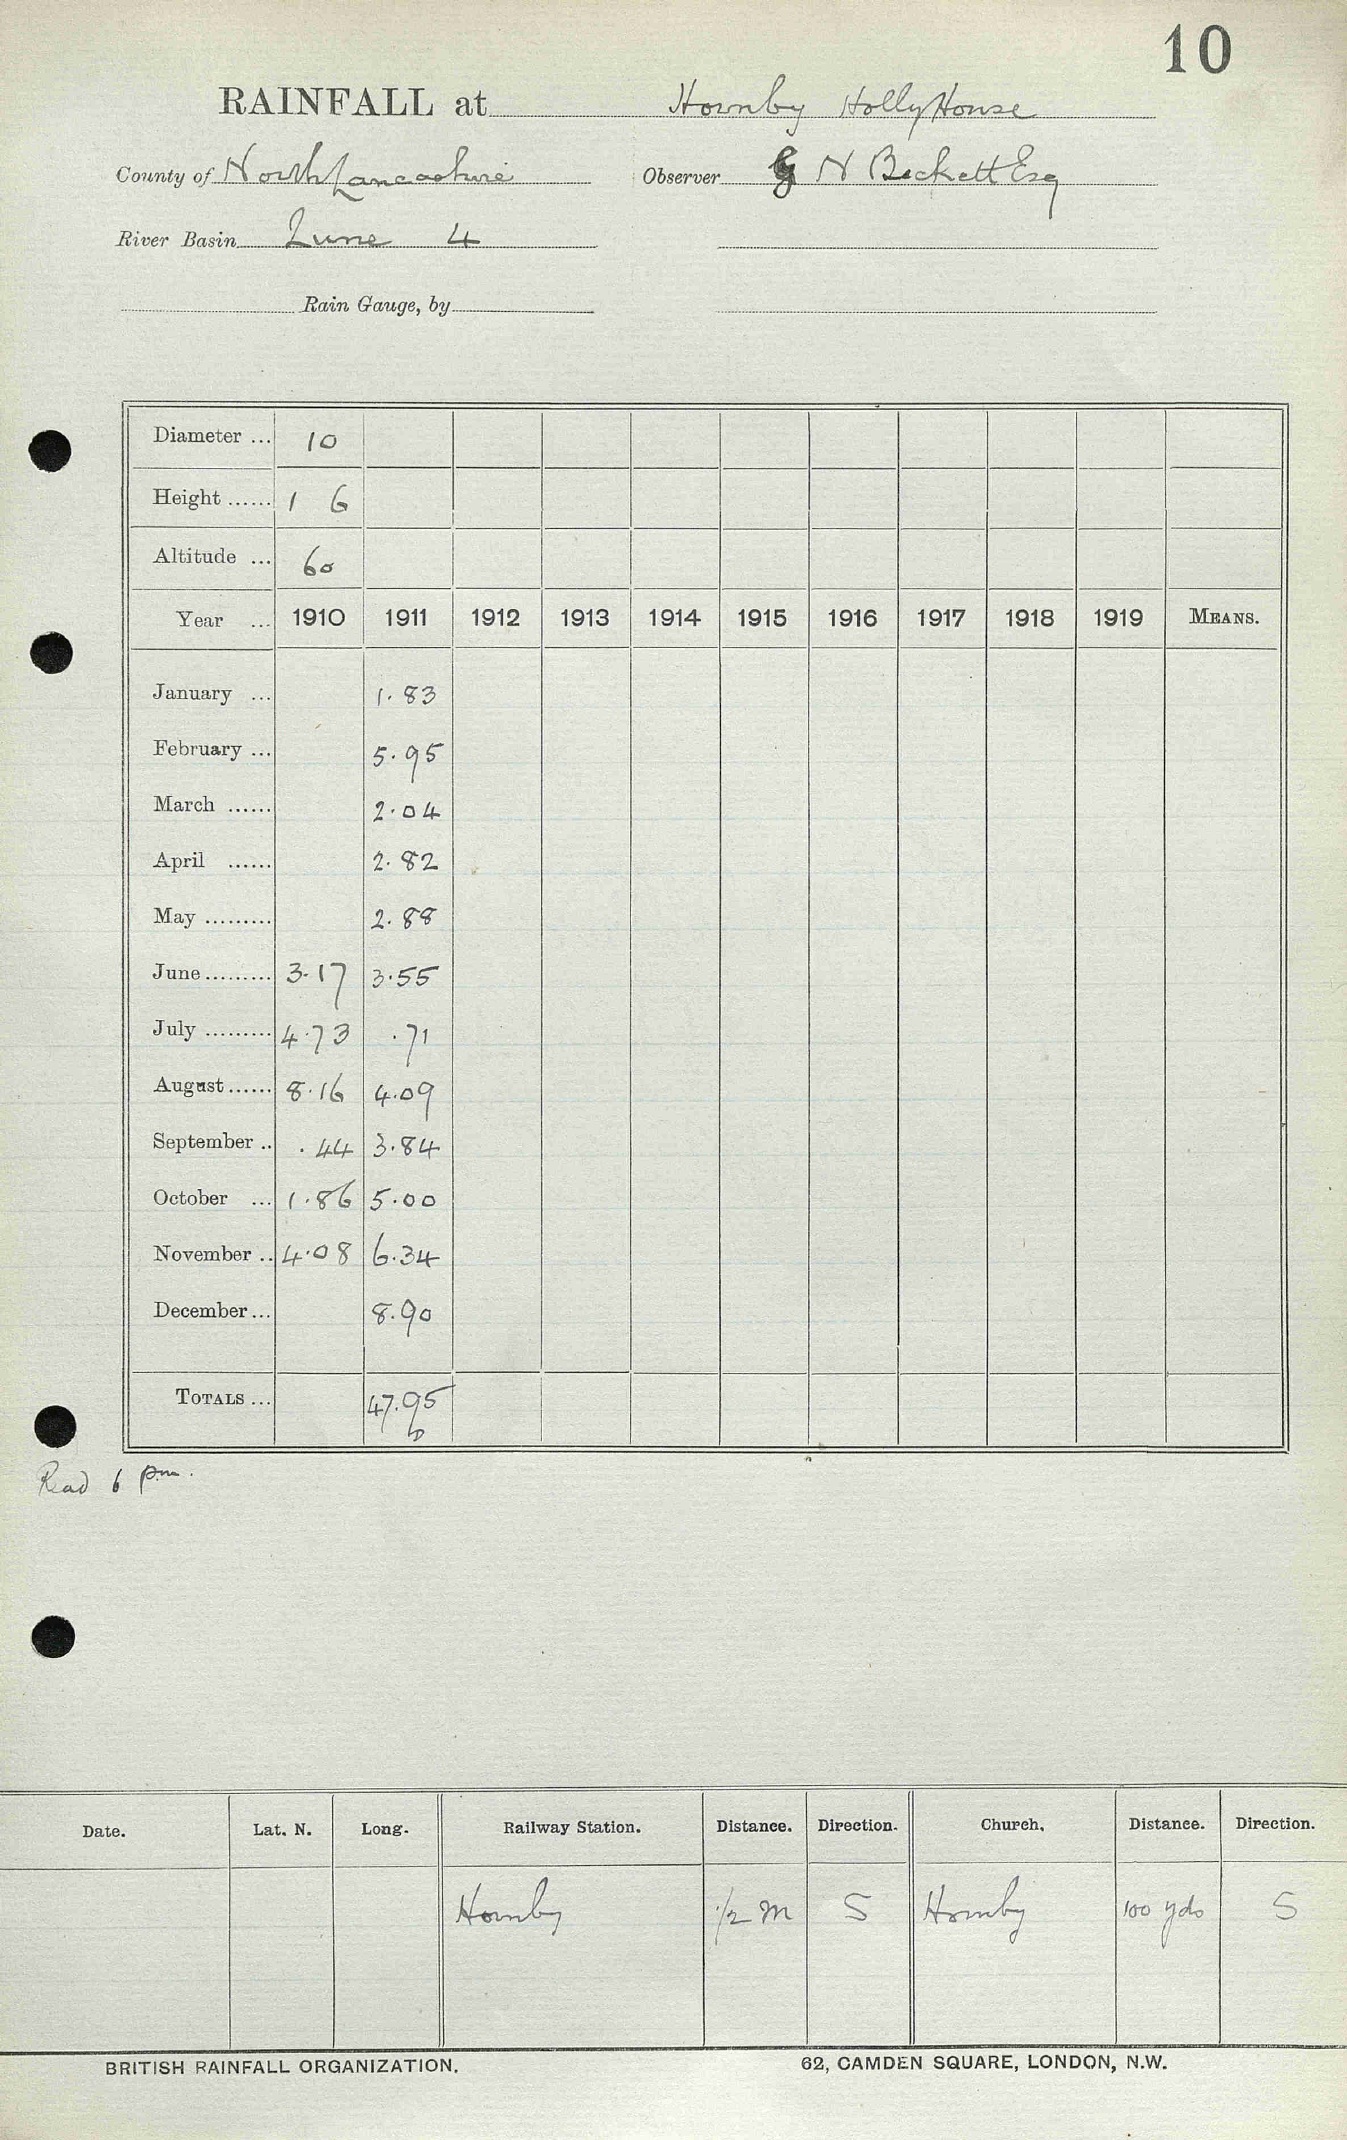 10
RAINFALL at Hornby Holly House
County of North Lancashire Observer G N Beckett Esq
River Basin Lune 4
Rain Gauge, by
Diameter ... 10
Height ...... 1 6
Altitude ... 60
Year ... 1910 1911 1912 1913 1914 1915 1916 1917 1918 1919 MEANS.
January ... 1.83
February ... 5.95
March ...... 2.04
April ...... 2.82
May ......... 2.88
June ......... 3.17 3.55
July ......... 4.73 .71
August ...... 8.16 4.09
September .. .44 3.84
October ... 1.86 5.00
November .. 4.08 6.34
December ... 8.90
TOTALS ... 47.95
Read 6 p.m.
Date. Lat. N. Long. Railway Station. Distance. Direction. Church. Distance. Direction.
Hornby 1/2 m S Hornby 100 yds S
BRITISH RAINFALL ORGANIZATION. 62, CAMDEN SQUARE, LONDON, N.W.